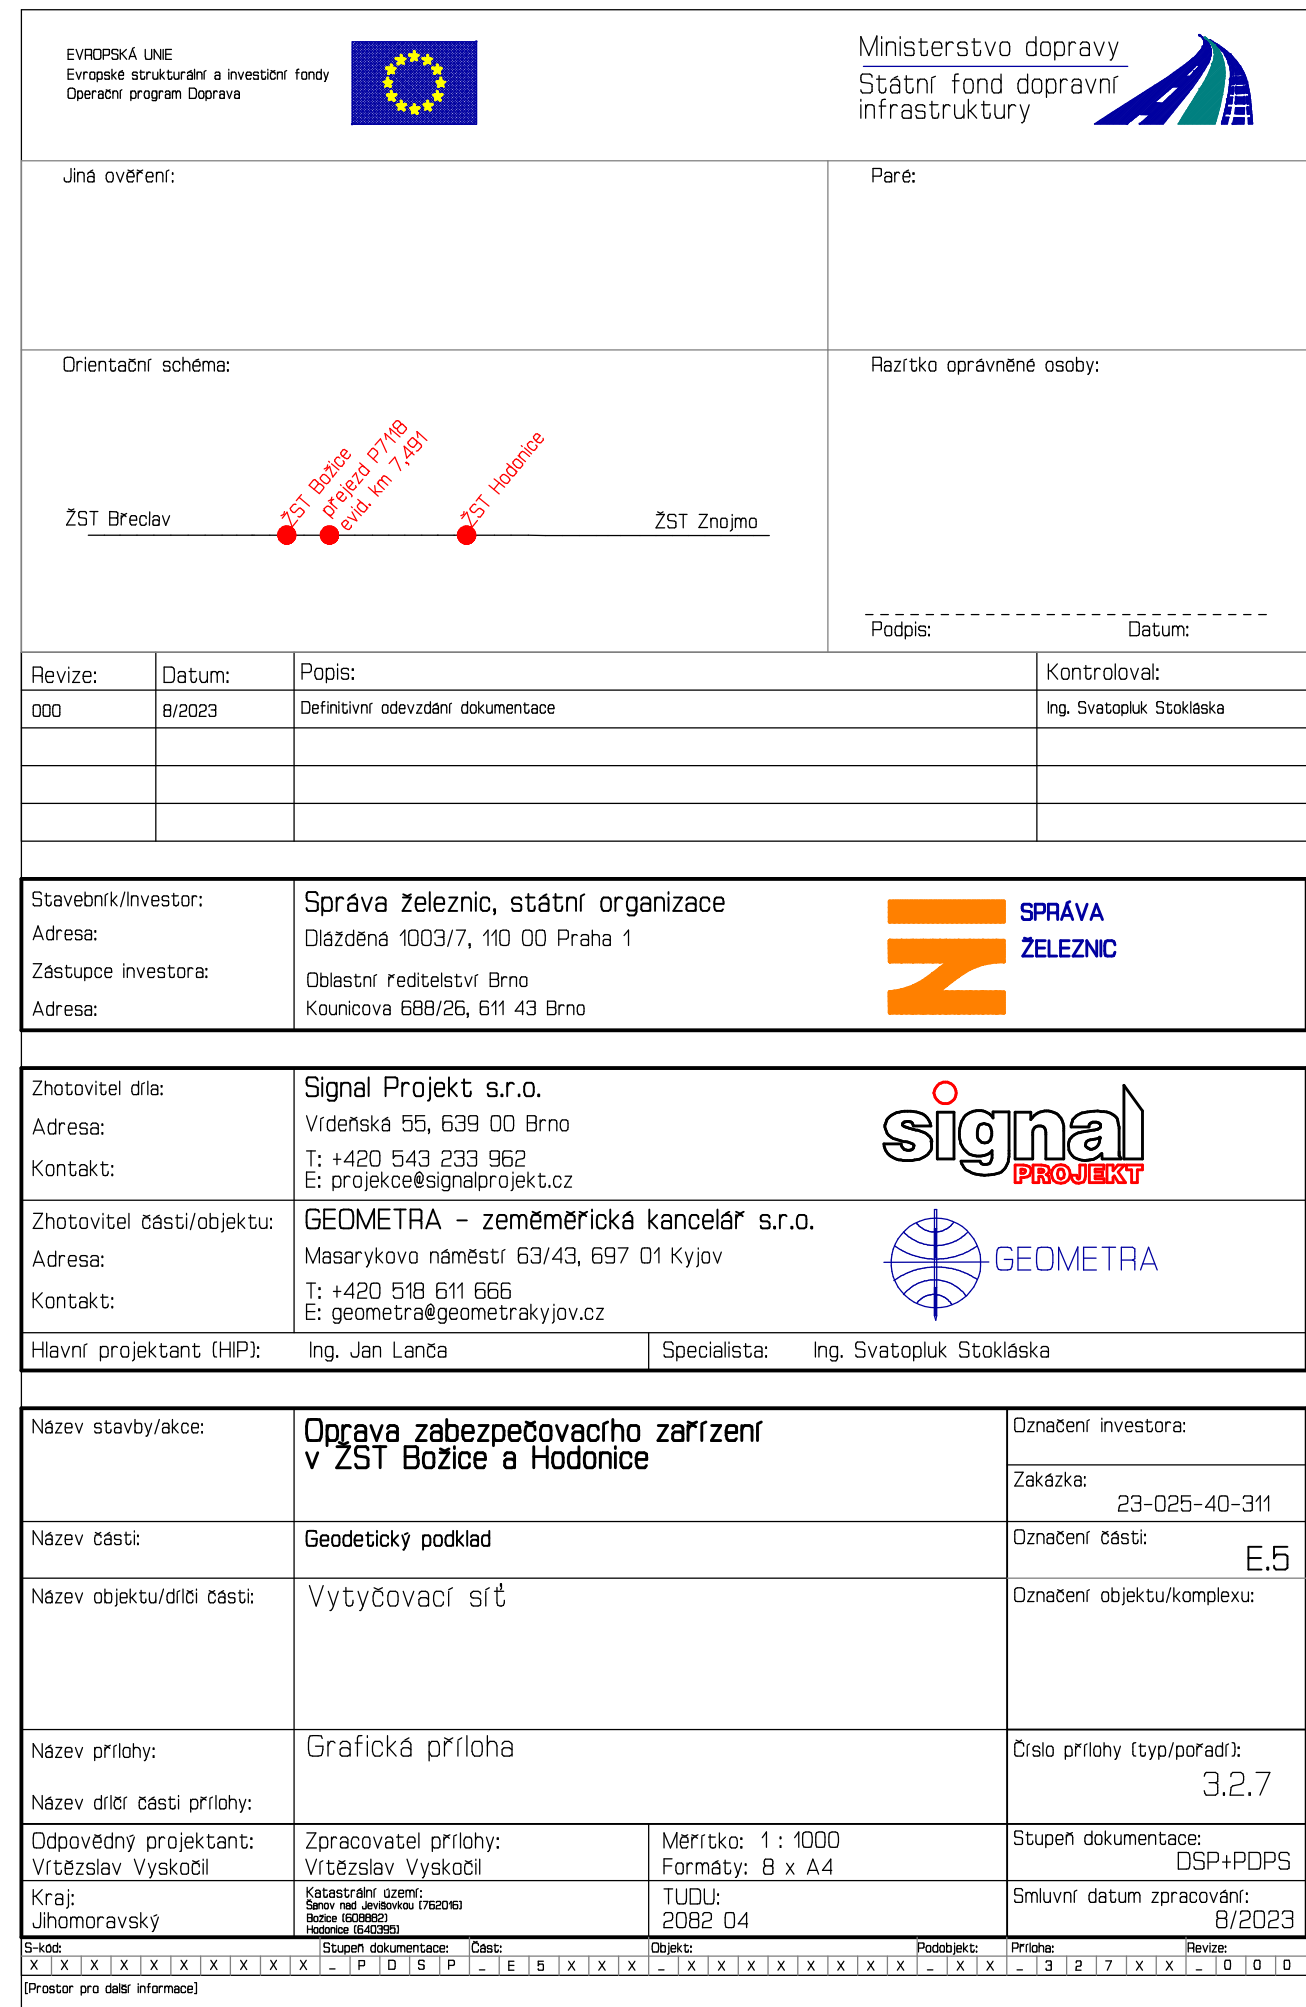 EVROPSKÁ UNIE
Evropské strukturální a investiční fondy
Operační program Doprava
Ministerstvo dopravy
Státní fond dopravní
infrastruktury
Jiná ověření:
Paré:
Orientační schéma:
Razítko oprávněné osoby:
ŽST Břeclav
ŽST Božice
přejezd P7118
evid. km 7,491
ŽST Hodonice
ŽST Znojmo
Podpis: Datum:
Revize: Datum: Popis: Kontroloval:
000 8/2023 Definitivní odevzdání dokumentace Ing. Svatopluk Stokláska
Stavebník/Investor: Správa železnic, státní organizace
Adresa: Dlážděná 1003/7, 110 00 Praha 1
Zástupce investora: Oblastní ředitelství Brno
Adresa: Kounicova 688/26, 611 43 Brno
SPRÁVA
ŽELEZNIC
Zhotovitel díla: Signal Projekt s.r.o.
Adresa: Vídeňská 55, 639 00 Brno
Kontakt: T: +420 543 233 962
E: projekce@signalprojekt.cz
signal
PROJEKT
Zhotovitel části/objektu: GEOMETRA - zeměměřická kancelář s.r.o.
Adresa: Masarykovo náměstí 63/43, 697 01 Kyjov
Kontakt: T: +420 518 611 666
E: geometra@geometrakyjov.cz
GEOMETRA
Hlavní projektant (HIP): Ing. Jan Lanča Specialista: Ing. Svatopluk Stokláska
Název stavby/akce: Oprava zabezpečovacího zařízení
v ŽST Božice a Hodonice
Označení investora:
Zakázka:
23-025-40-311
Název části: Geodetický podklad Označení části:
E.5
Název objektu/dílčí části: Vytyčovací síť Označení objektu/komplexu:
Název přílohy: Grafická příloha Číslo přílohy (typ/pořadí):
3.2.7
Název dílčí části přílohy:
Odpovědný projektant: Zpracovatel přílohy: Měřítko: 1 : 1000 Stupeň dokumentace:
Vítězslav Vyskočil Vítězslav Vyskočil Formáty: 8 x A4 DSP+PDPS
Kraj: Katastrální území: TUDU: Smluvní datum zpracování:
Jihomoravský Šanov nad Jevišovkou (762016) 2082 04 8/2023
Božice (608882)
Hodonice (640395)
S-kód: Stupeň dokumentace: Část: Objekt: Podobjekt: Příloha: Revize:
X X X X X X X X X X _ P D S P _ E 5 X X X _ X X X X X X X X _ X X _ 3 2 7 X X _ 0 0 0
[Prostor pro další informace]